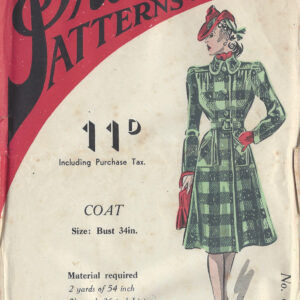 PATTERNS
11D
Including Purchase Tax.
COAT
Size: Bust 34in.
Material required
2 yards of 54 inch
No.